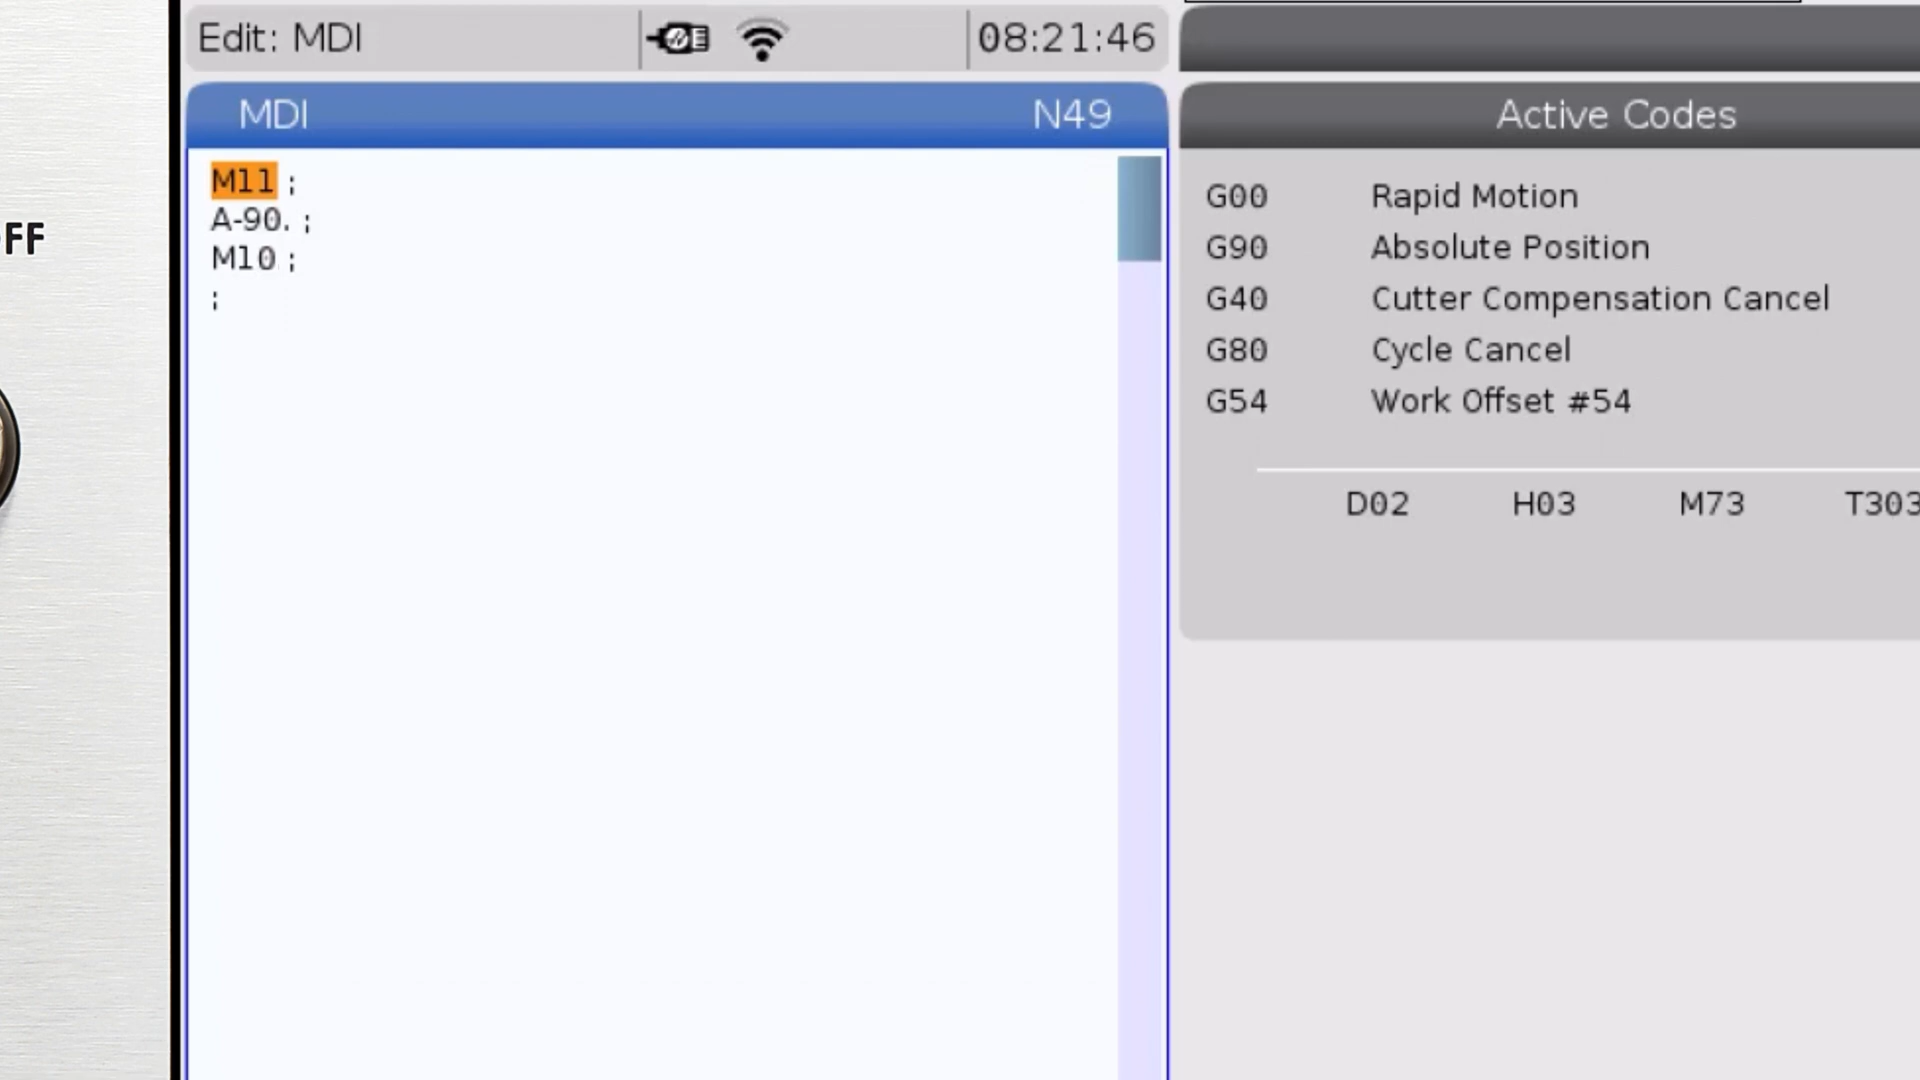 Edit: MDI
08:21:46
MDI N49
M11 ;
A-90. ;
M10 ;
;
FF
Active Codes
G00 Rapid Motion
G90 Absolute Position
G40 Cutter Compensation Cancel
G80 Cycle Cancel
G54 Work Offset #54
D02 H03 M73 T303